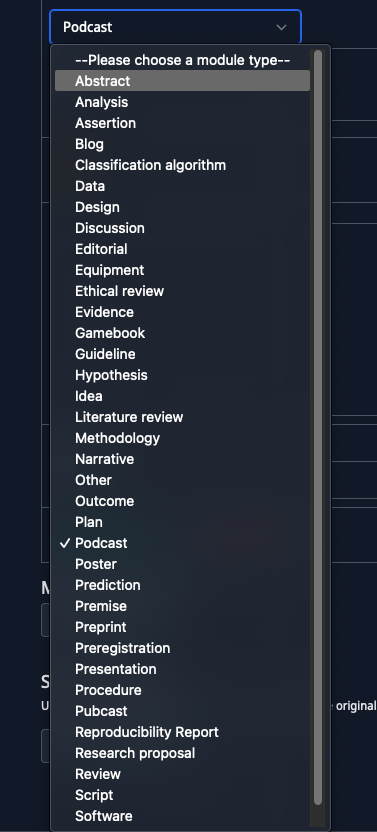 Podcast
--Please choose a module type--
Abstract
Analysis
Assertion
Blog
Classification algorithm
Data
Design
Discussion
Editorial
Equipment
Ethical review
Evidence
Gamebook
Guideline
Hypothesis
Idea
Literature review
Methodology
Narrative
Other
Outcome
Plan
✓ Podcast
Poster
Prediction
M
Premise
Preprint
Preregistration
Presentation
S
Procedure
U
original
Pubcast
Reproducibility Report
Research proposal
Review
Script
Software